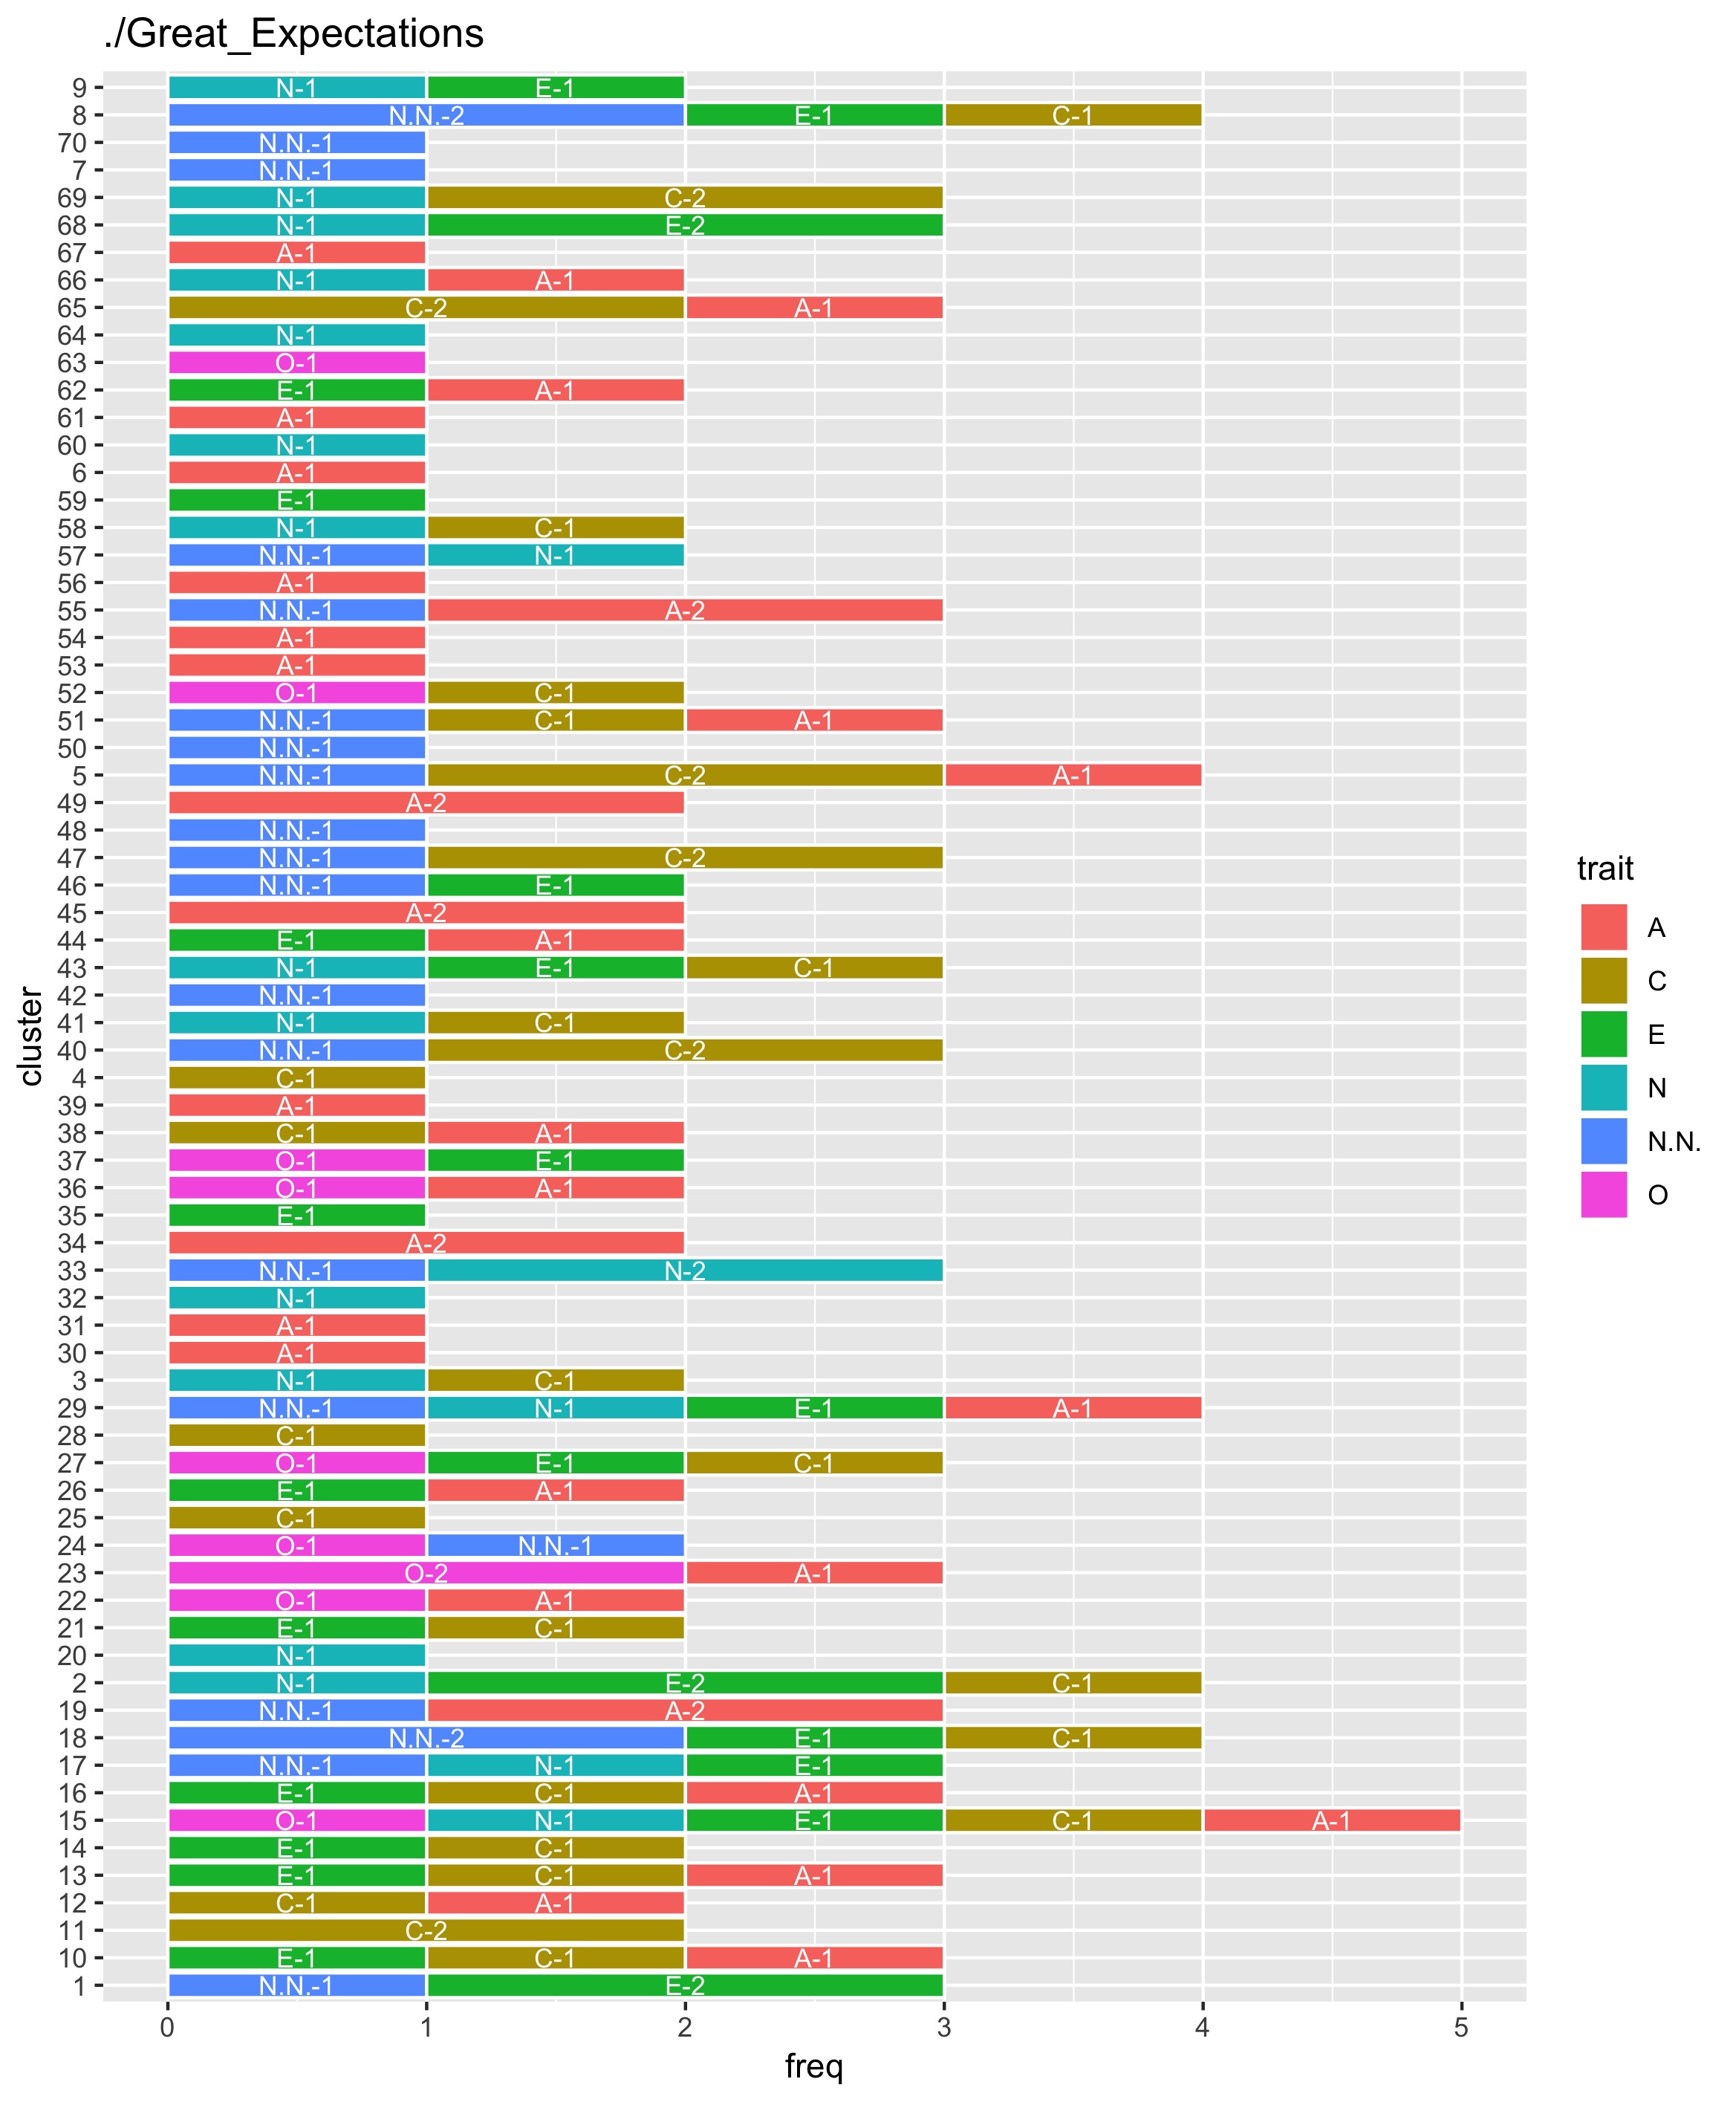 ./Great_Expectations
9 N-1 E-1
8 N.N.-2 E-1 C-1
70 N.N.-1
7 N.N.-1
69 N-1 C-2
68 N-1 E-2
67 A-1
66 N-1 A-1
65 C-2 A-1
64 N-1
63 O-1
62 E-1 A-1
61 A-1
60 N-1
6 A-1
59 E-1
58 N-1 C-1
57 N.N.-1 N-1
56 A-1
55 N.N.-1 A-2
54 A-1
53 A-1
52 O-1 C-1
51 N.N.-1 C-1 A-1
50 N.N.-1
5 N.N.-1 C-2 A-1
49 A-2
48 N.N.-1
47 N.N.-1 C-2
46 N.N.-1 E-1
45 A-2
44 E-1 A-1
43 N-1 E-1 C-1
42 N.N.-1
41 N-1 C-1
40 N.N.-1 C-2
4 C-1
39 A-1
38 C-1 A-1
37 O-1 E-1
36 O-1 A-1
35 E-1
34 A-2
33 N.N.-1 N-2
32 N-1
31 A-1
30 A-1
3 N-1 C-1
29 N.N.-1 N-1 E-1 A-1
28 C-1
27 O-1 E-1 C-1
26 E-1 A-1
25 C-1
24 O-1 N.N.-1
23 O-2 A-1
22 O-1 A-1
21 E-1 C-1
20 N-1
2 N-1 E-2 C-1
19 N.N.-1 A-2
18 N.N.-2 E-1 C-1
17 N.N.-1 N-1 E-1
16 E-1 C-1 A-1
15 O-1 N-1 E-1 C-1 A-1
14 E-1 C-1
13 E-1 C-1 A-1
12 C-1 A-1
11 C-2
10 E-1 C-1 A-1
1 N.N.-1 E-2
0 1 2 3 4 5
freq
cluster
trait
A
C
E
N
N.N.
O